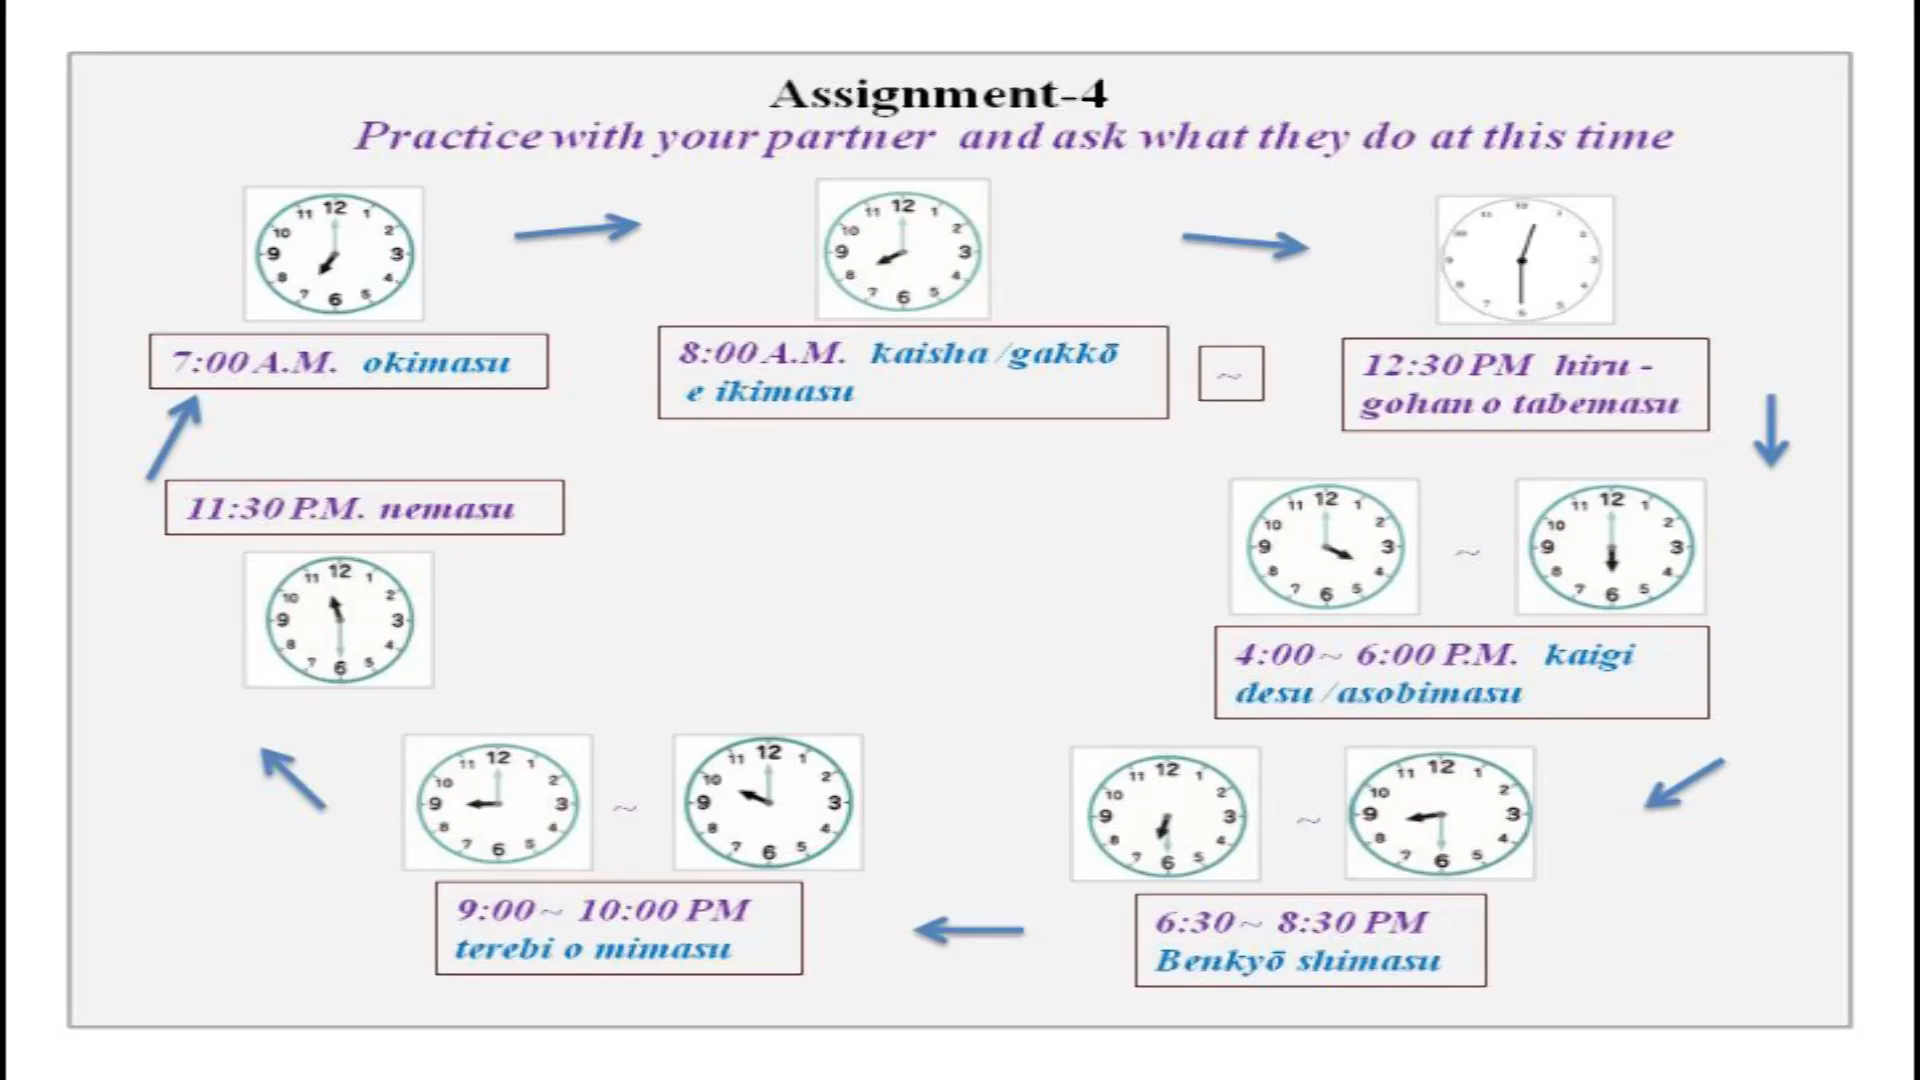 Assignment-4
Practice with your partner and ask what they do at this time
7:00 A.M. okimasu
8:00 A.M. kaisha /gakkō
e ikimasu
~
12:30 PM hiru -
gohan o tabemasu
~
4:00 ~ 6:00 P.M. kaigi
desu /asobimasu
~
6:30 ~ 8:30 PM
Benkyō shimasu
~
9:00 ~ 10:00 PM
terebi o mimasu
11:30 P.M. nemasu